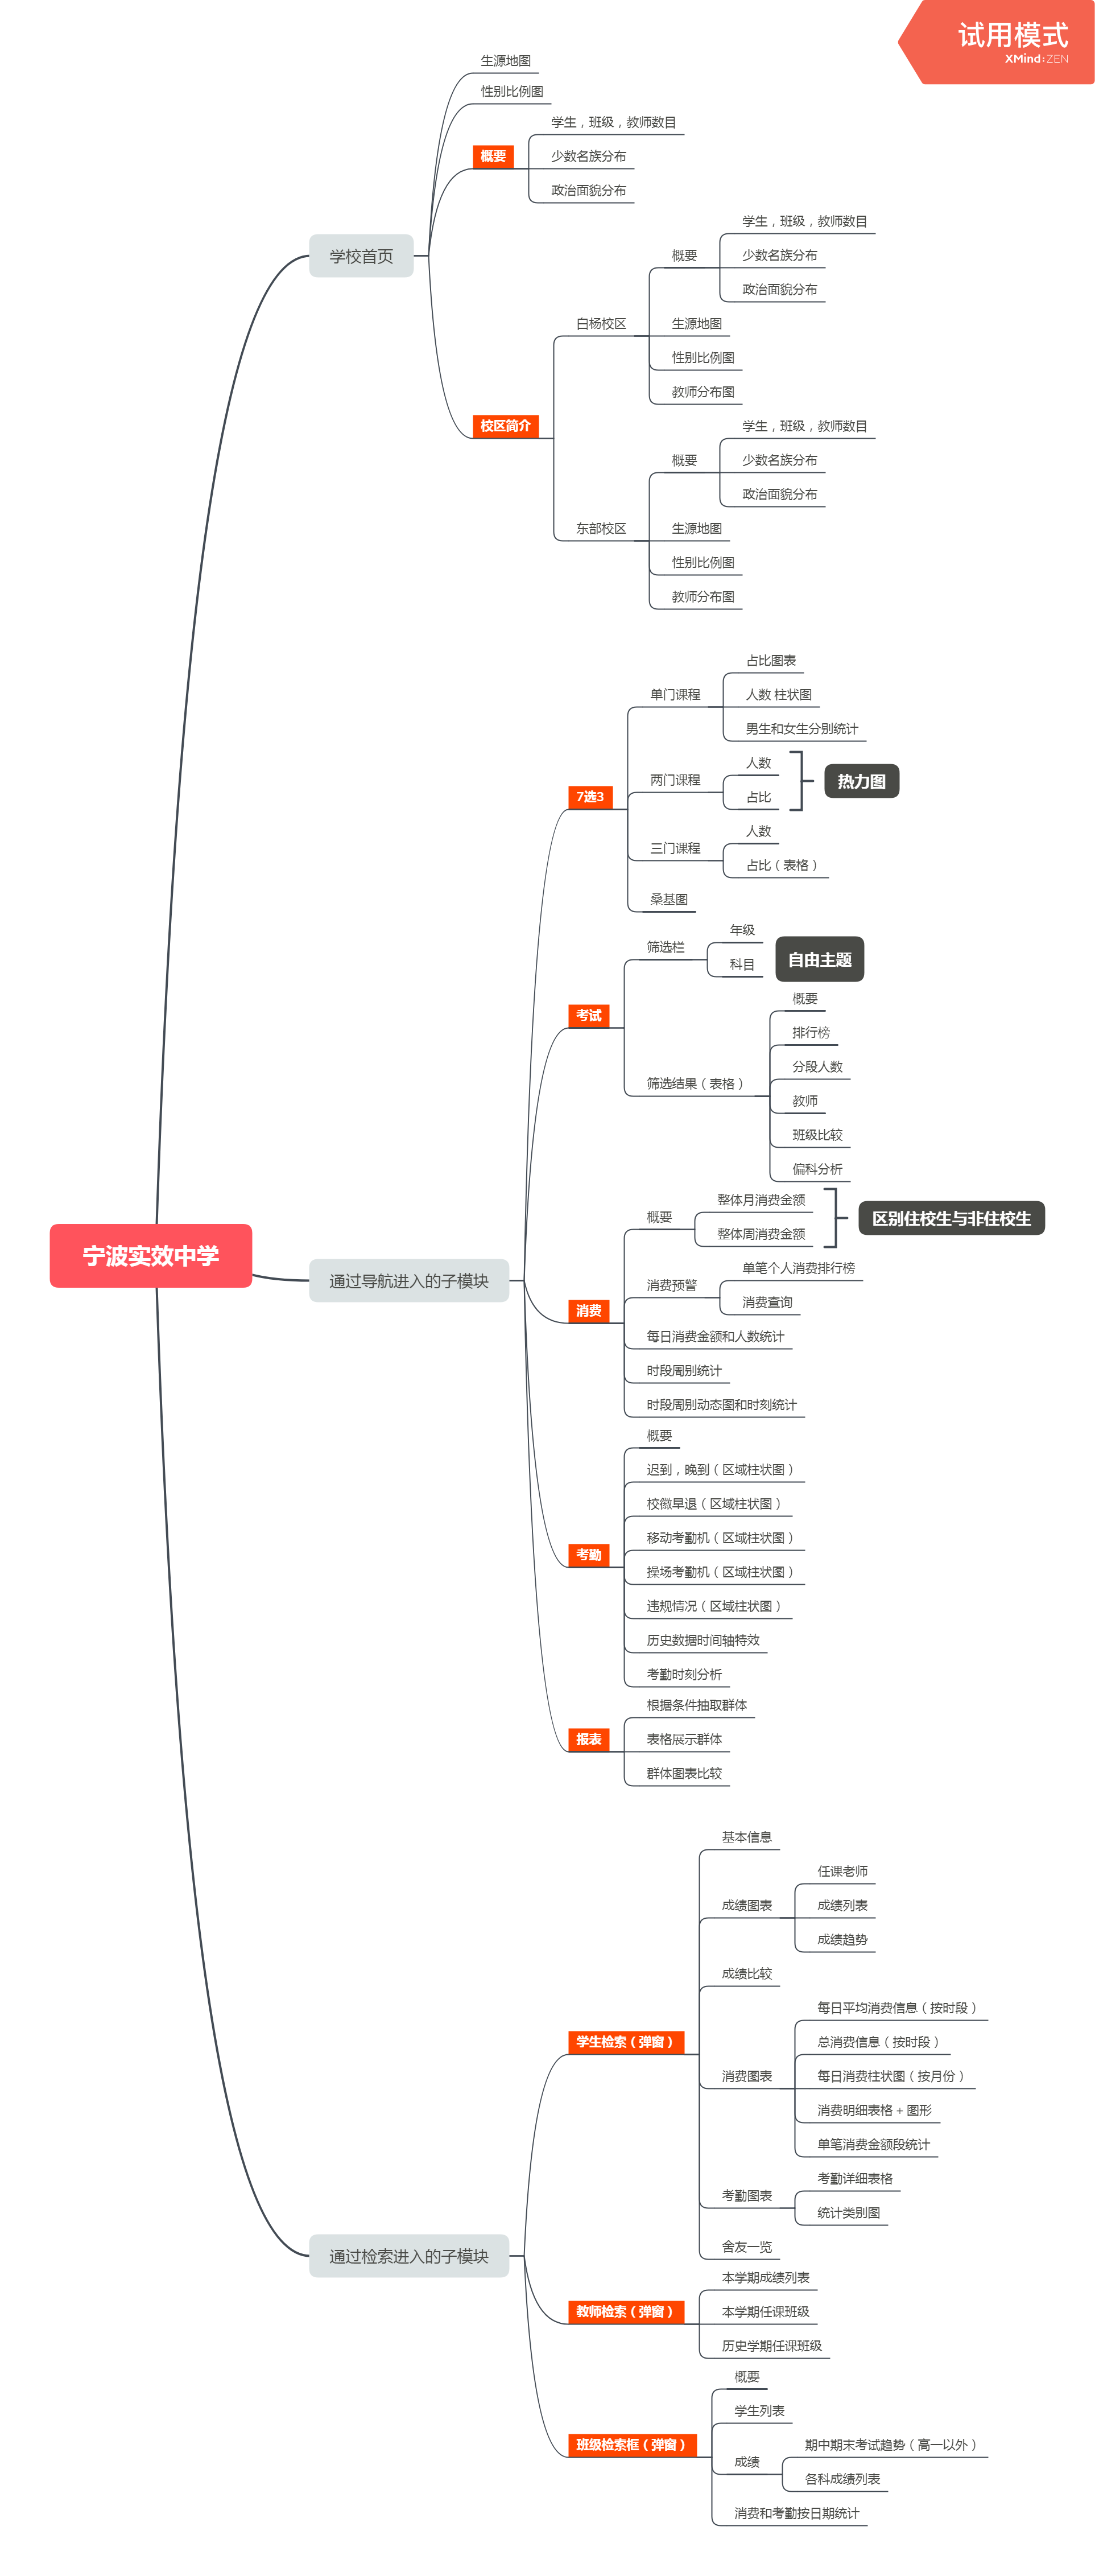 试用模式
XMind:ZEN
生源地图
性别比例图
学生，班级，教师数目
概要
少数名族分布
政治面貌分布
学校首页
学生，班级，教师数目
概要
少数名族分布
政治面貌分布
白杨校区
生源地图
性别比例图
教师分布图
校区简介
学生，班级，教师数目
概要
少数名族分布
政治面貌分布
东部校区
生源地图
性别比例图
教师分布图
占比图表
单门课程
人数 柱状图
男生和女生分别统计
人数
两门课程
热力图
7选3
占比
人数
三门课程
占比（表格）
桑基图
年级
筛选栏
自由主题
科目
考试
概要
排行榜
分段人数
筛选结果（表格）
教师
班级比较
偏科分析
整体月消费金额
概要
区别住校生与非住校生
整体周消费金额
宁波实效中学
通过导航进入的子模块
单笔个人消费排行榜
消费预警
消费查询
消费
每日消费金额和人数统计
时段周别统计
时段周别动态图和时刻统计
概要
迟到，晚到（区域柱状图）
校徽早退（区域柱状图）
移动考勤机（区域柱状图）
考勤
操场考勤机（区域柱状图）
违规情况（区域柱状图）
历史数据时间轴特效
考勤时刻分析
根据条件抽取群体
报表
表格展示群体
群体图表比较
基本信息
任课老师
成绩图表
成绩列表
成绩趋势
成绩比较
每日平均消费信息（按时段）
学生检索（弹窗）
总消费信息（按时段）
消费图表
每日消费柱状图（按月份）
消费明细表格 + 图形
单笔消费金额段统计
考勤详细表格
考勤图表
统计类别图
舍友一览
通过检索进入的子模块
本学期成绩列表
教师检索（弹窗）
本学期任课班级
历史学期任课班级
概要
学生列表
班级检索框（弹窗）
期中期末考试趋势（高一以外）
成绩
各科成绩列表
消费和考勤按日期统计